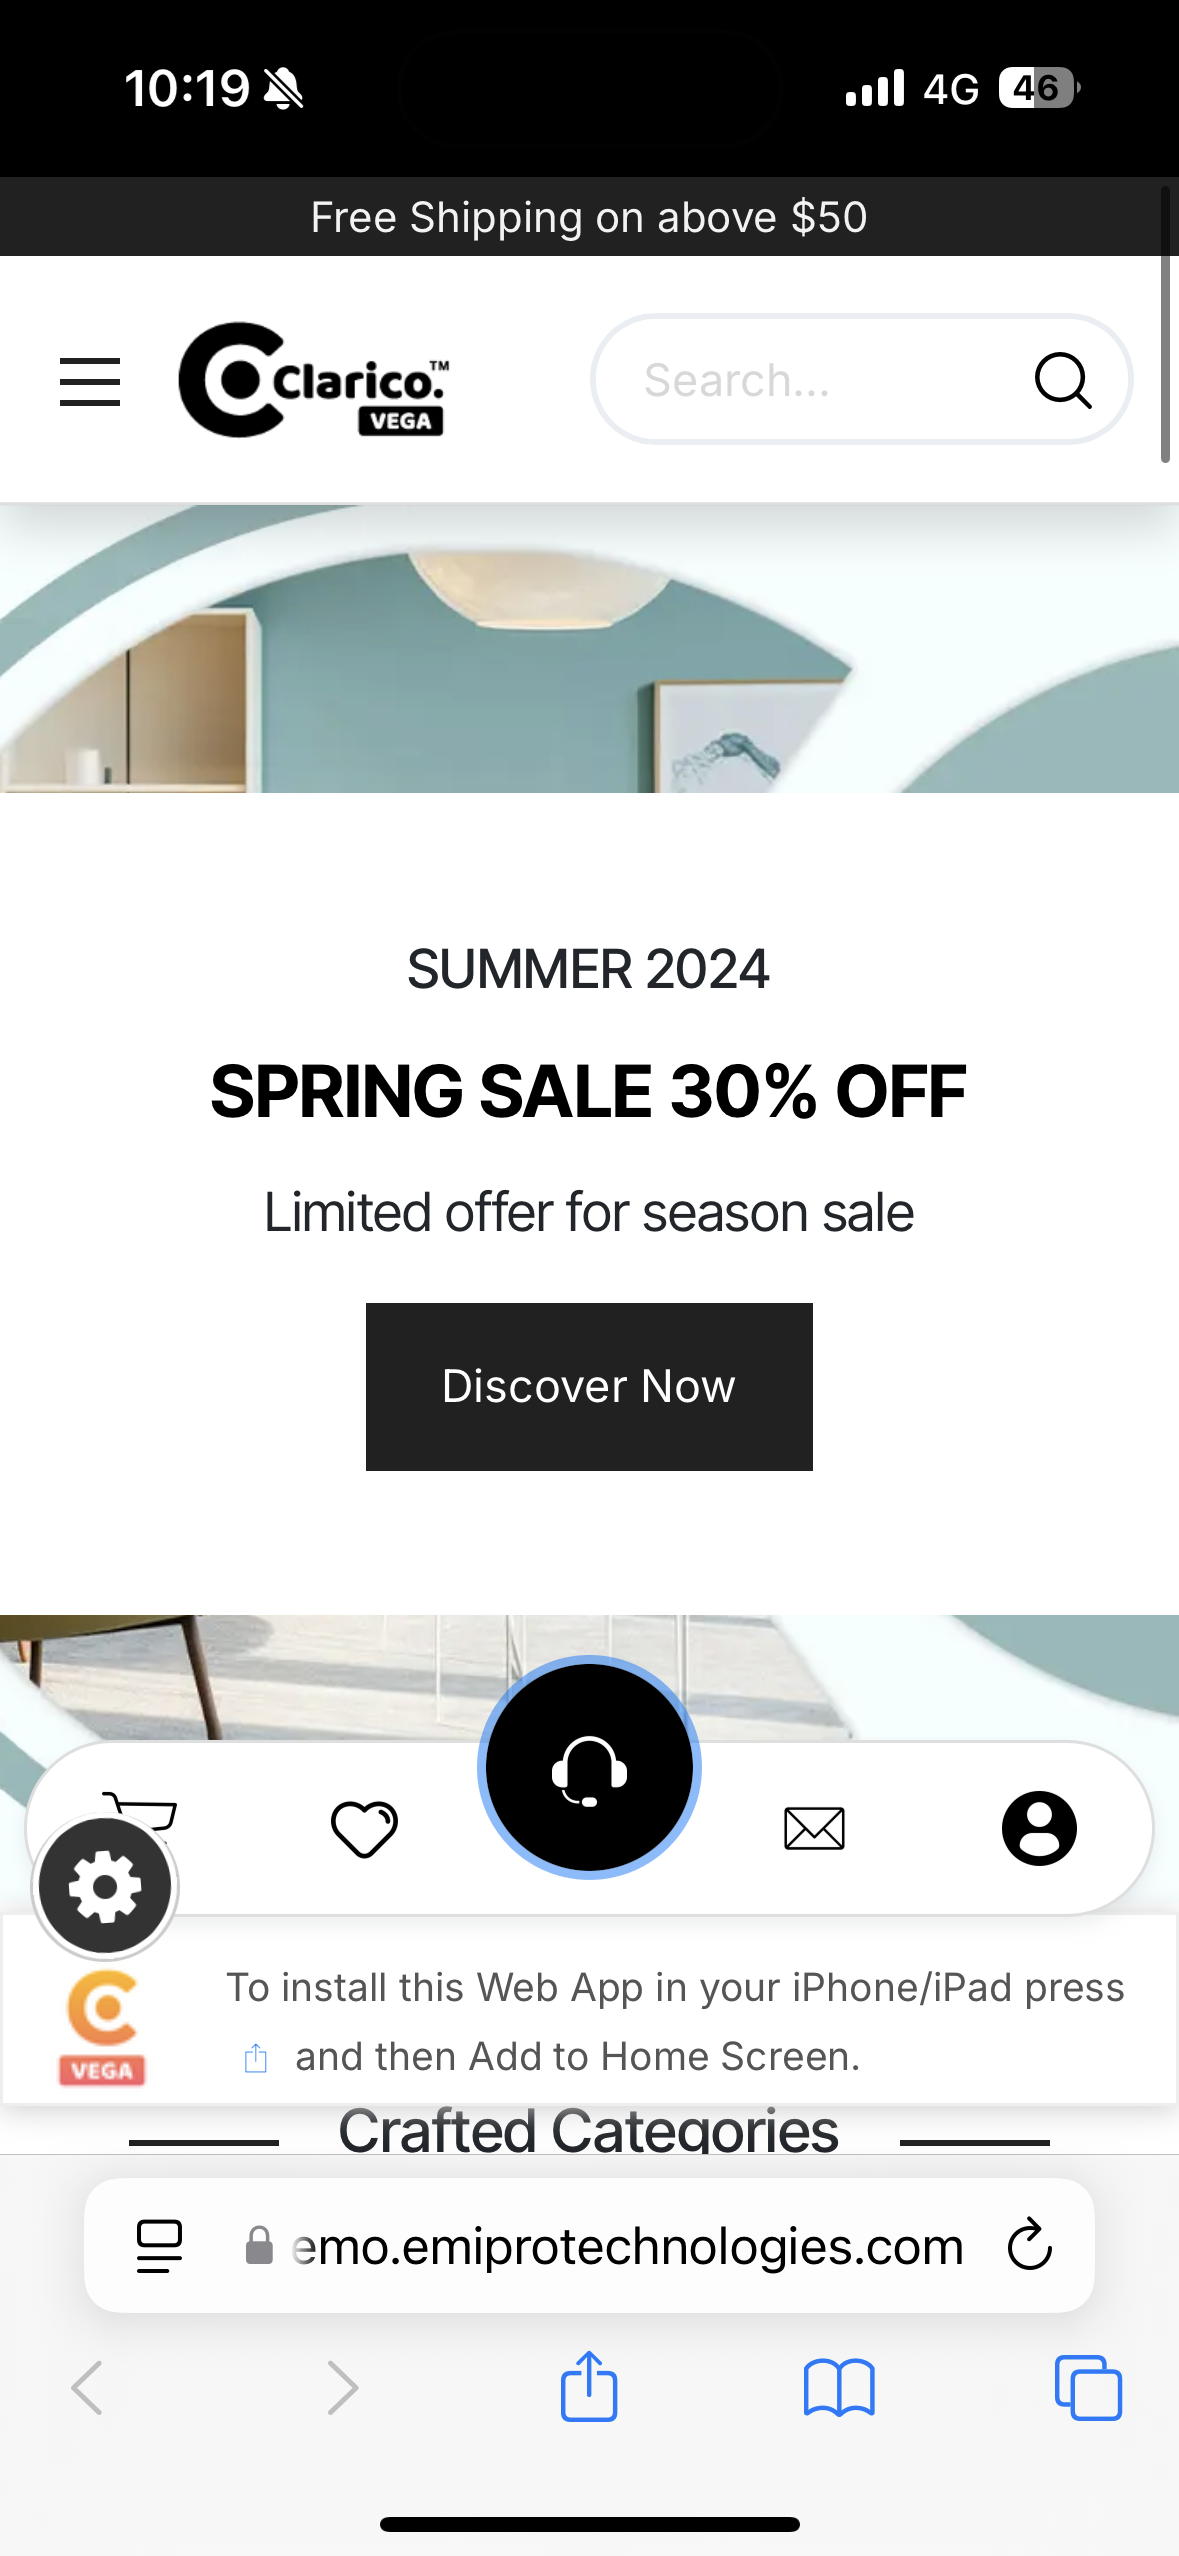 10:19
4G
46
Free Shipping on above $50
Clarico.™
VEGA
Search...
SUMMER 2024
SPRING SALE 30% OFF
Limited offer for season sale
Discover Now
To install this Web App in your iPhone/iPad press
and then Add to Home Screen.
VEGA
Crafted Categories
emo.emiprotechnologies.com